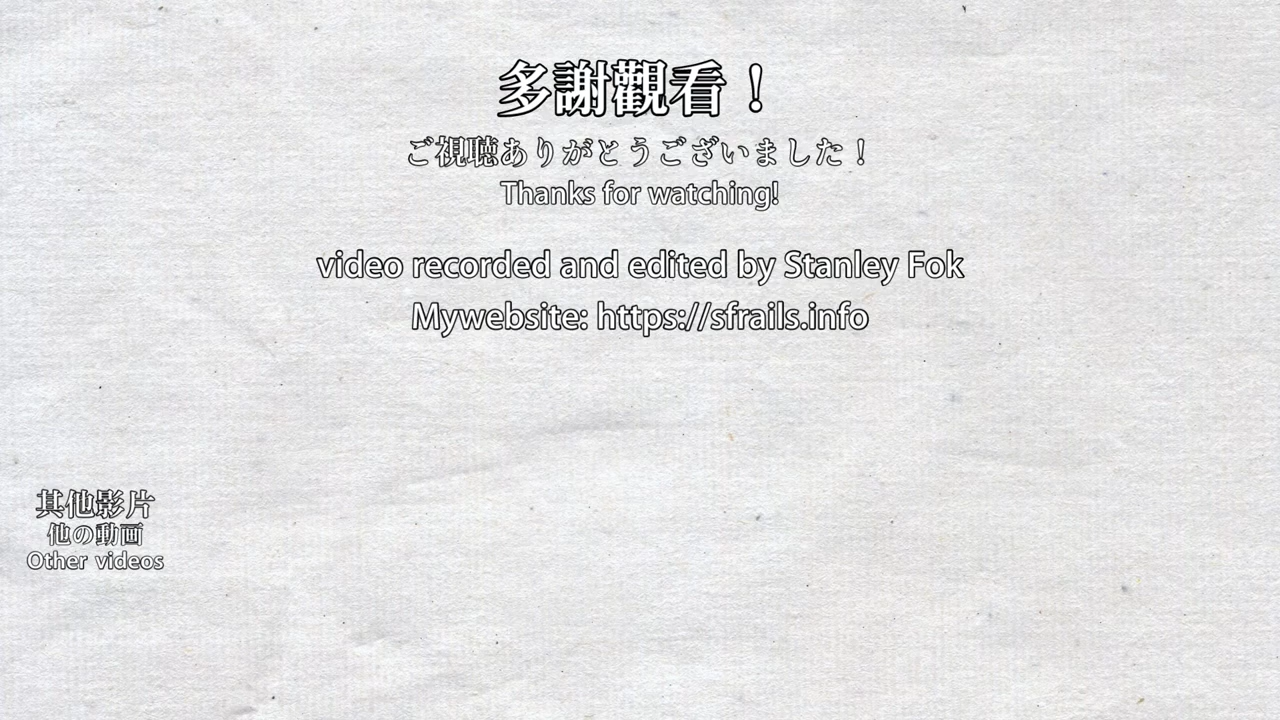 多謝觀看！
ご視聴ありがとうございました！
Thanks for watching!
video recorded and edited by Stanley Fok
Mywebsite: https://sfrails.info
其他影片
他の動画
Other videos